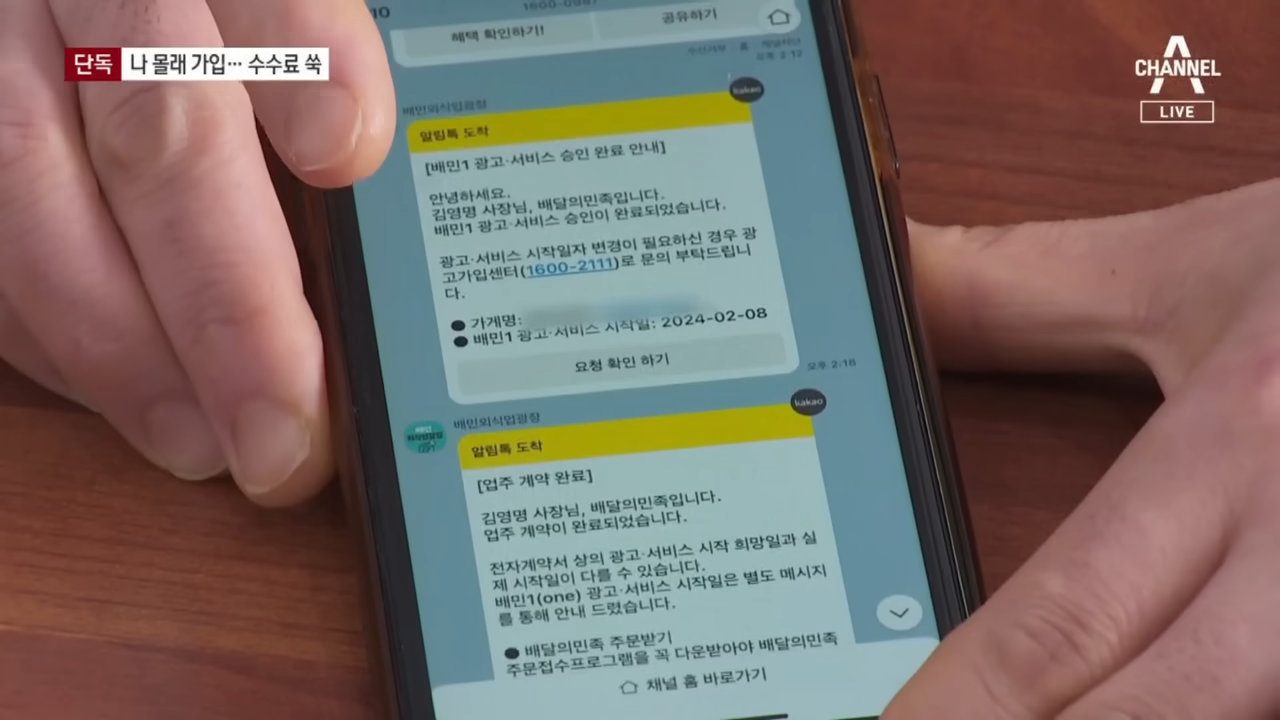 단독 나 몰래 가입… 수수료 쑥
CHANNEL A
LIVE
10
1600-0987
혜택 확인하기!
공유하기
오후 2:12
배민외식업광장
kakao
알림톡 도착
[배민1 광고·서비스 승인 완료 안내]
안녕하세요.
김영명 사장님, 배달의민족입니다.
배민1 광고·서비스 승인이 완료되었습니다.
광고·서비스 시작일자 변경이 필요하신 경우 광
고가입센터(1600-2111)로 문의 부탁드립니
다.
● 가게명:
● 배민1 광고·서비스 시작일: 2024-02-08
요청 확인 하기
오후 2:18
배민외식업광장
kakao
알림톡 도착
[업주 계약 완료]
김영명 사장님, 배달의민족입니다.
업주 계약이 완료되었습니다.
전자계약서 상의 광고·서비스 시작 희망일과 실
제 시작일이 다를 수 있습니다.
배민1(one) 광고·서비스 시작일은 별도 메시지
를 통해 안내 드렸습니다.
● 배달의민족 주문받기
주문접수프로그램을 꼭 다운받아야 배달의민족
채널 홈 바로가기